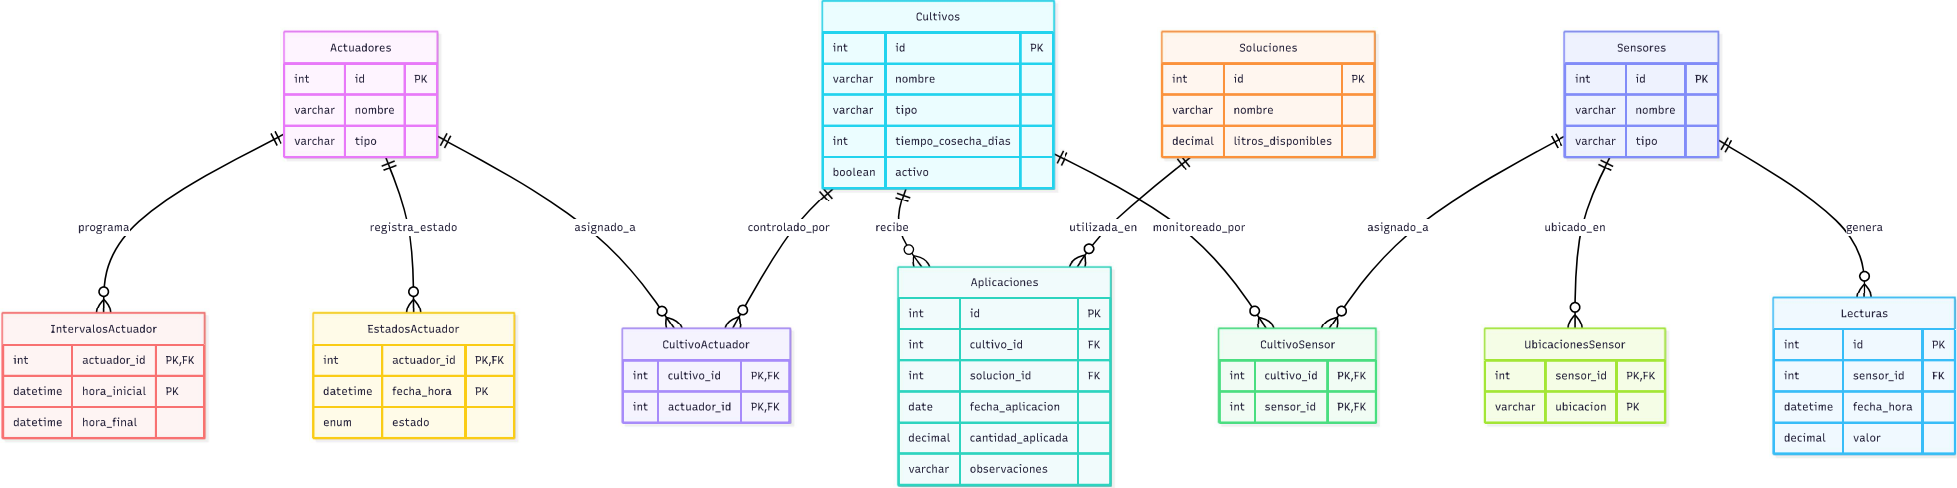 Actuadores
int id PK
varchar nombre
varchar tipo
Cultivos
int id PK
varchar nombre
varchar tipo
int tiempo_cosecha_dias
boolean activo
Soluciones
int id PK
varchar nombre
decimal litros_disponibles
Sensores
int id PK
varchar nombre
varchar tipo
programa
registra_estado
asignado_a
controlado_por
recibe
utilizada_en
monitoreado_por
asignado_a
ubicado_en
genera
IntervalosActuador
int actuador_id PK,FK
datetime hora_inicial PK
datetime hora_final
EstadosActuador
int actuador_id PK,FK
datetime fecha_hora PK
enum estado
CultivoActuador
int cultivo_id PK,FK
int actuador_id PK,FK
Aplicaciones
int id PK
int cultivo_id FK
int solucion_id FK
date fecha_aplicacion
decimal cantidad_aplicada
varchar observaciones
CultivoSensor
int cultivo_id PK,FK
int sensor_id PK,FK
UbicacionesSensor
int sensor_id PK,FK
varchar ubicacion PK
Lecturas
int id PK
int sensor_id FK
datetime fecha_hora
decimal valor